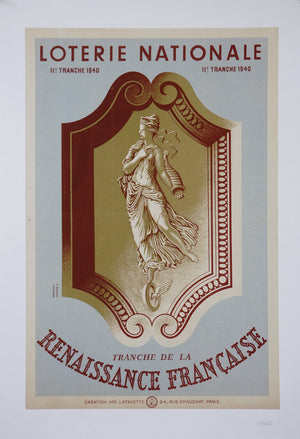 LOTERIE NATIONALE
11e TRANCHE 1940 11e TRANCHE 1940
TRANCHE DE LA
RENAISSANCE FRANÇAISE
CRÉATION IMP. LAFAYETTE 24, RUE CHAUCHAT, PARIS.
1940